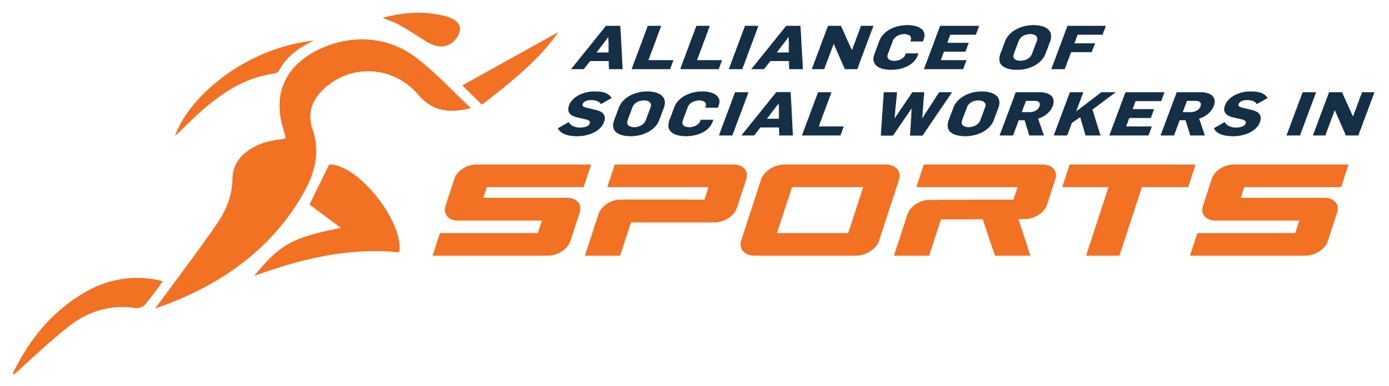 ALLIANCE OF
SOCIAL WORKERS IN
SPORTS